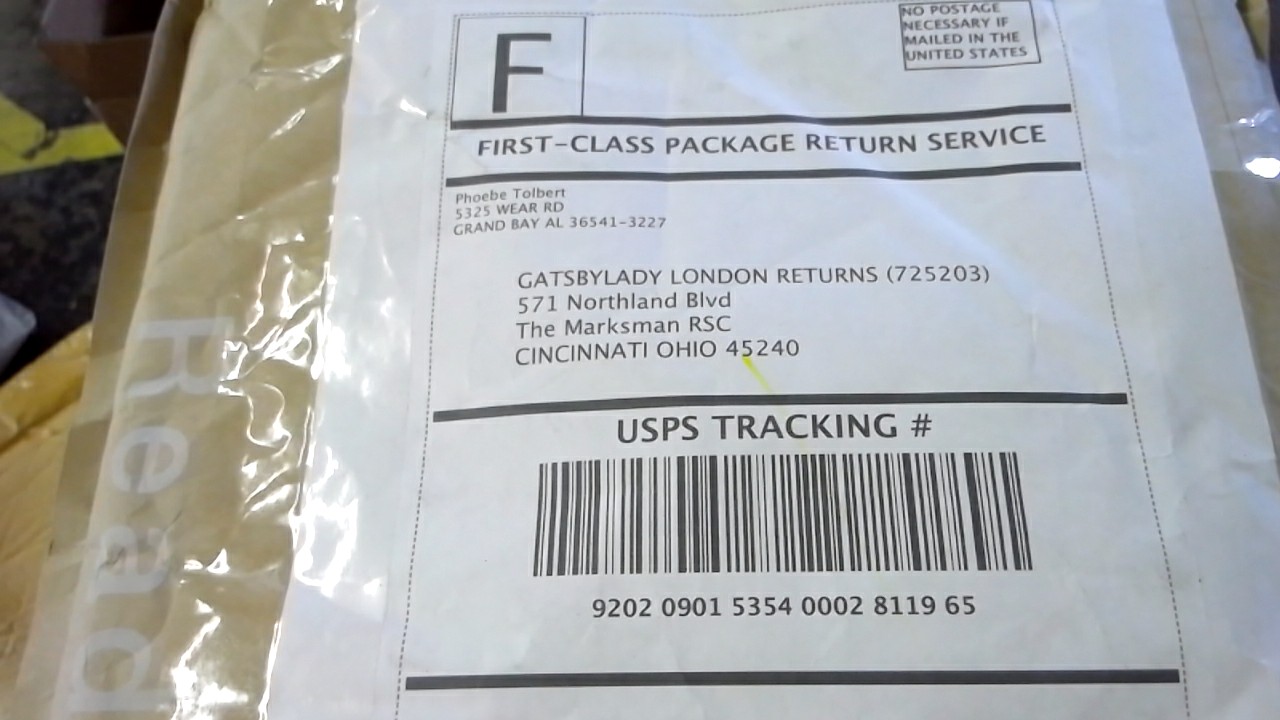 F
NO POSTAGE
NECESSARY IF
MAILED IN THE
UNITED STATES
FIRST-CLASS PACKAGE RETURN SERVICE
Phoebe Tolbert
5325 WEAR RD
GRAND BAY AL 36541-3227
GATSBYLADY LONDON RETURNS (725203)
571 Northland Blvd
The Marksman RSC
CINCINNATI OHIO 45240
USPS TRACKING #
9202 0901 5354 0002 8119 65
Read